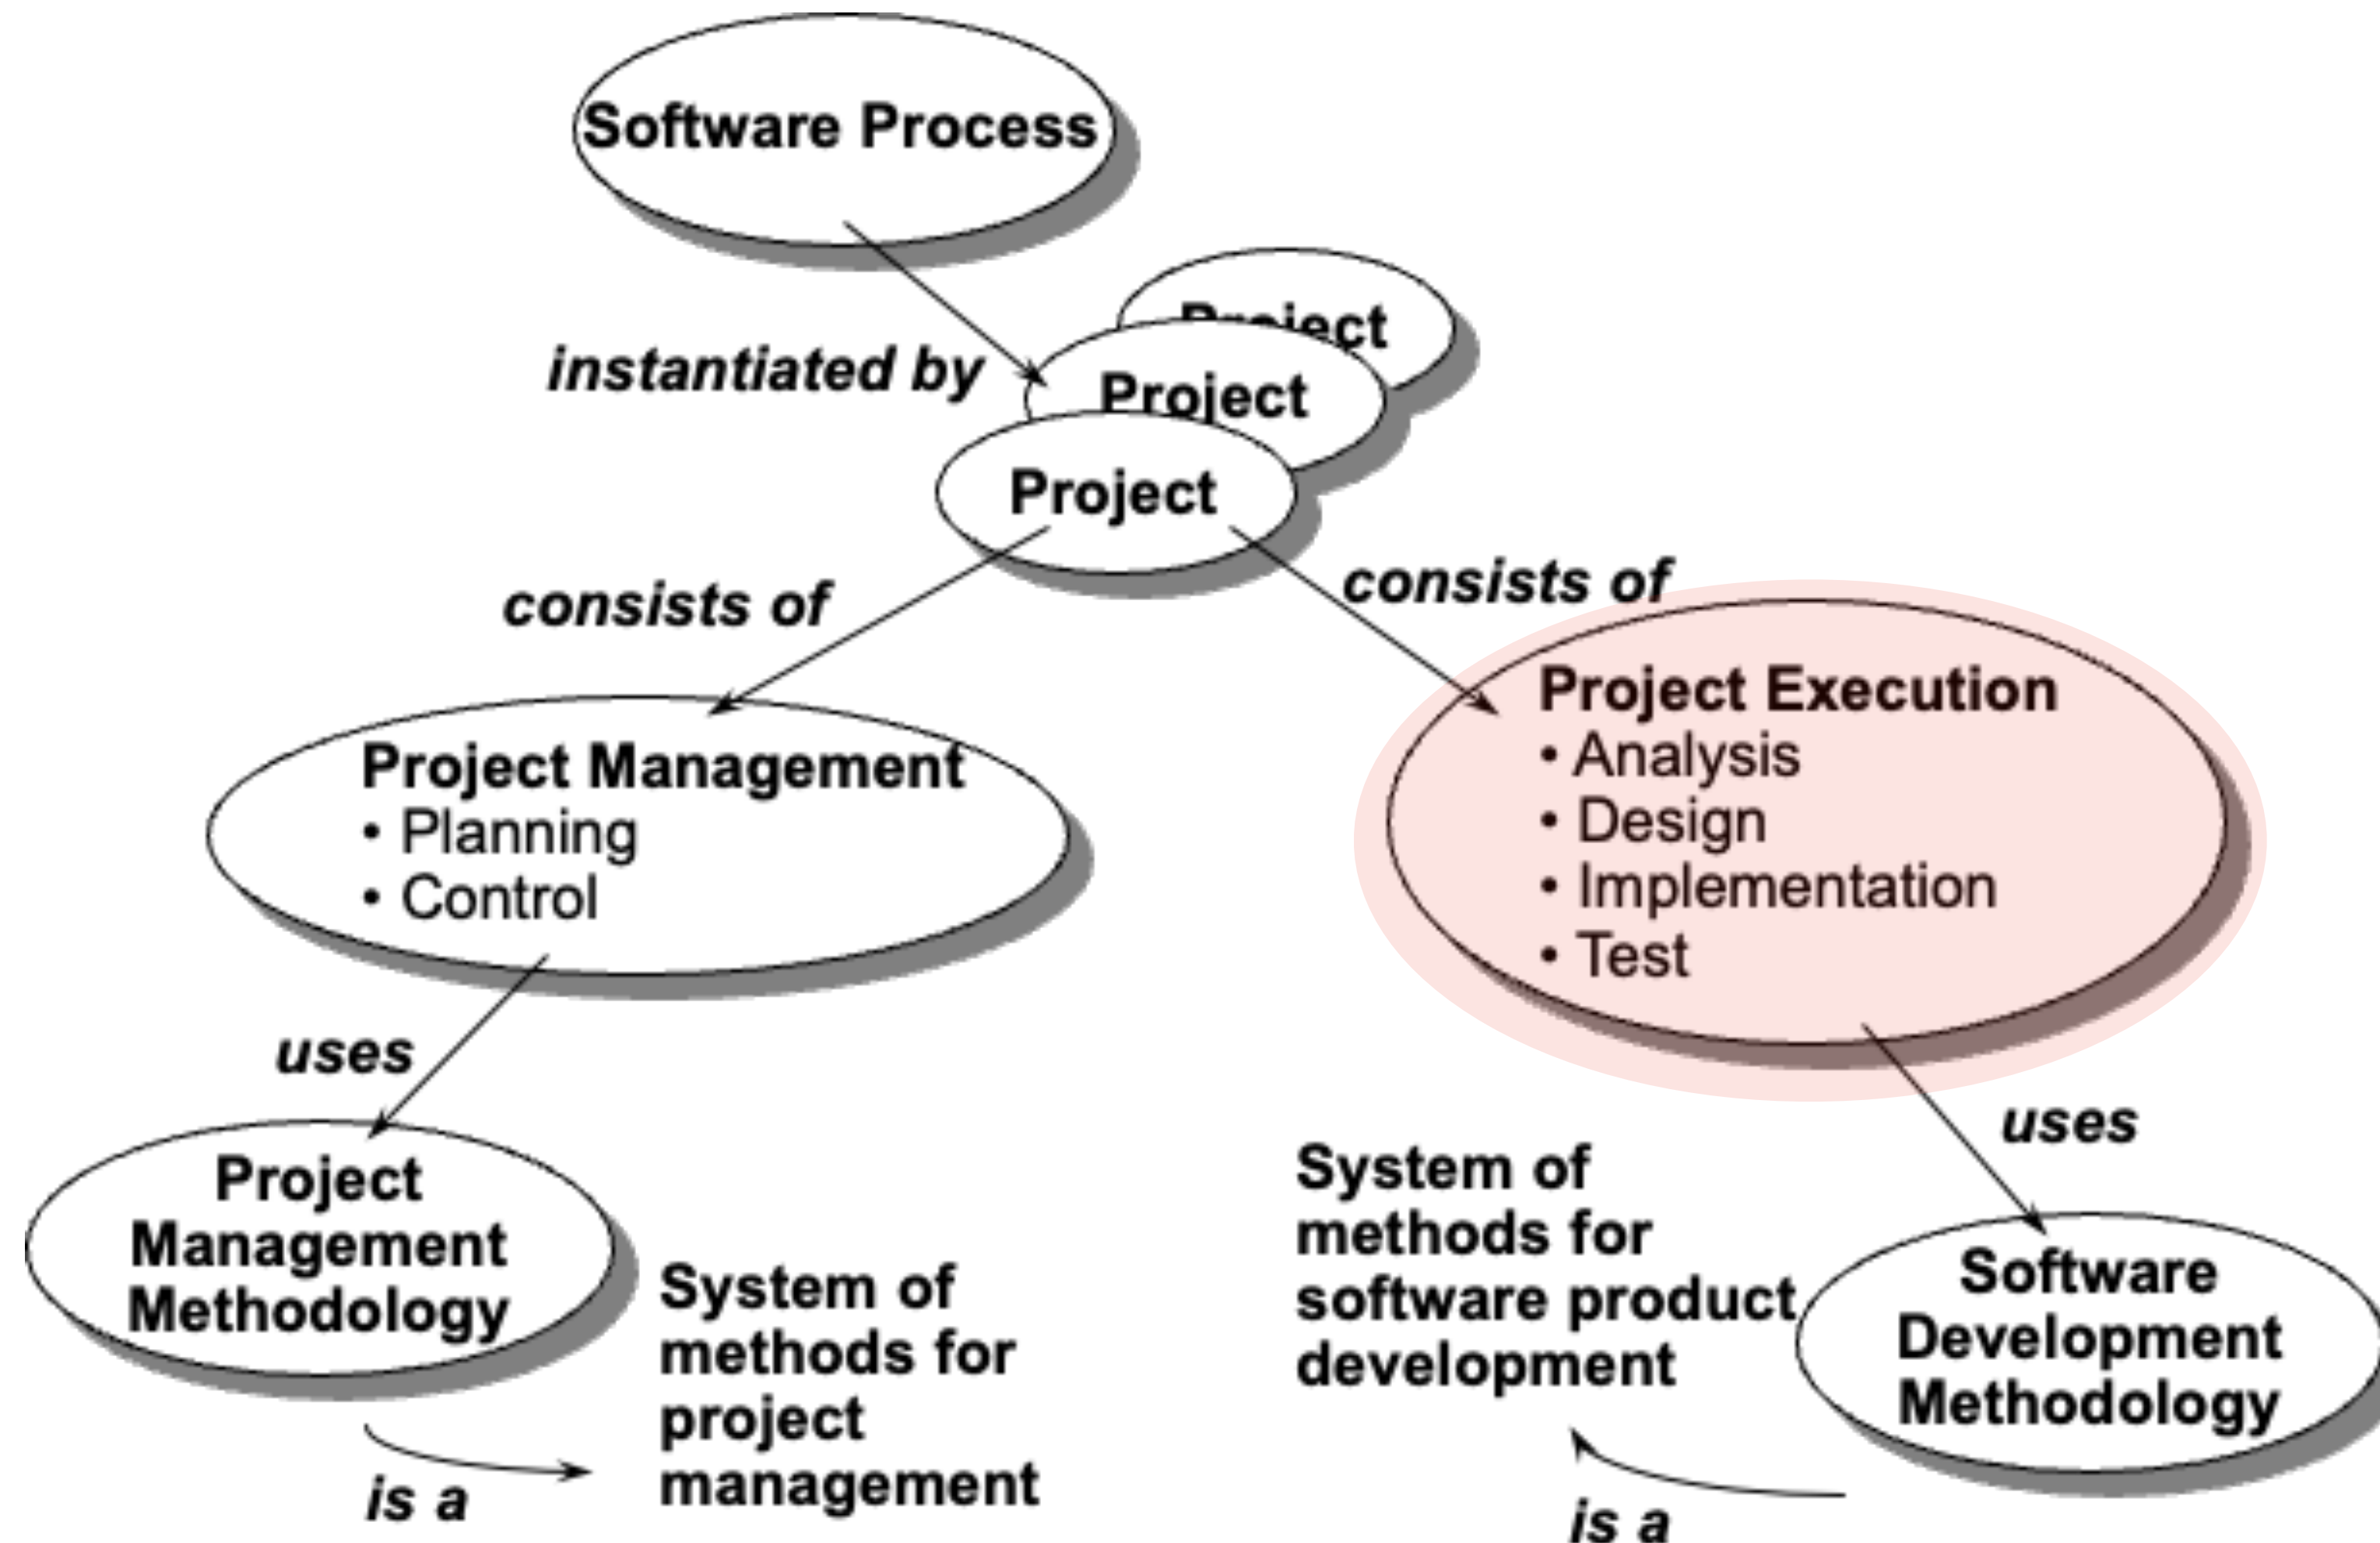 Software Process
Project
instantiated by
Project
Project
consists of
consists of
Project Management
• Planning
• Control
Project Execution
• Analysis
• Design
• Implementation
• Test
uses
uses
Project
Management
Methodology
System of
methods for
project
management
is a
System of
methods for
software product
development
Software
Development
Methodology
is a